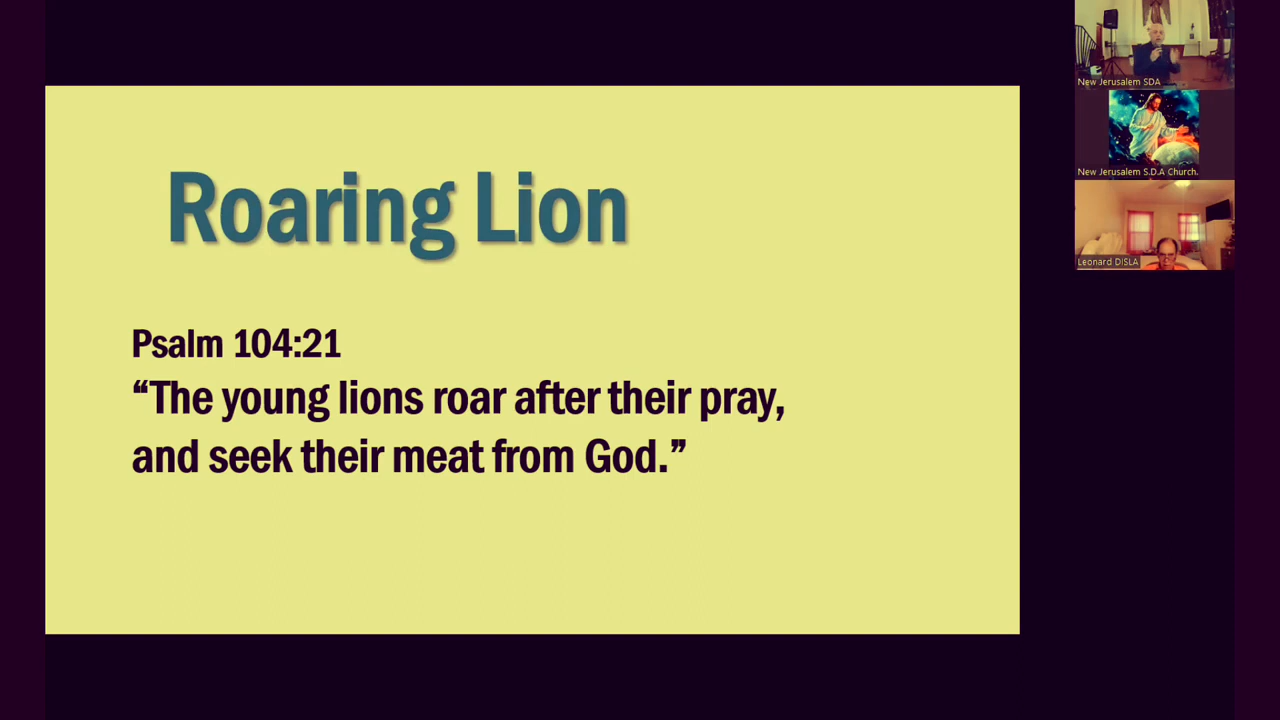 Roaring Lion
Psalm 104:21
“The young lions roar after their pray,
and seek their meat from God.”
New Jerusalem SDA
New Jerusalem S.D.A Church.
Leonard DISLA